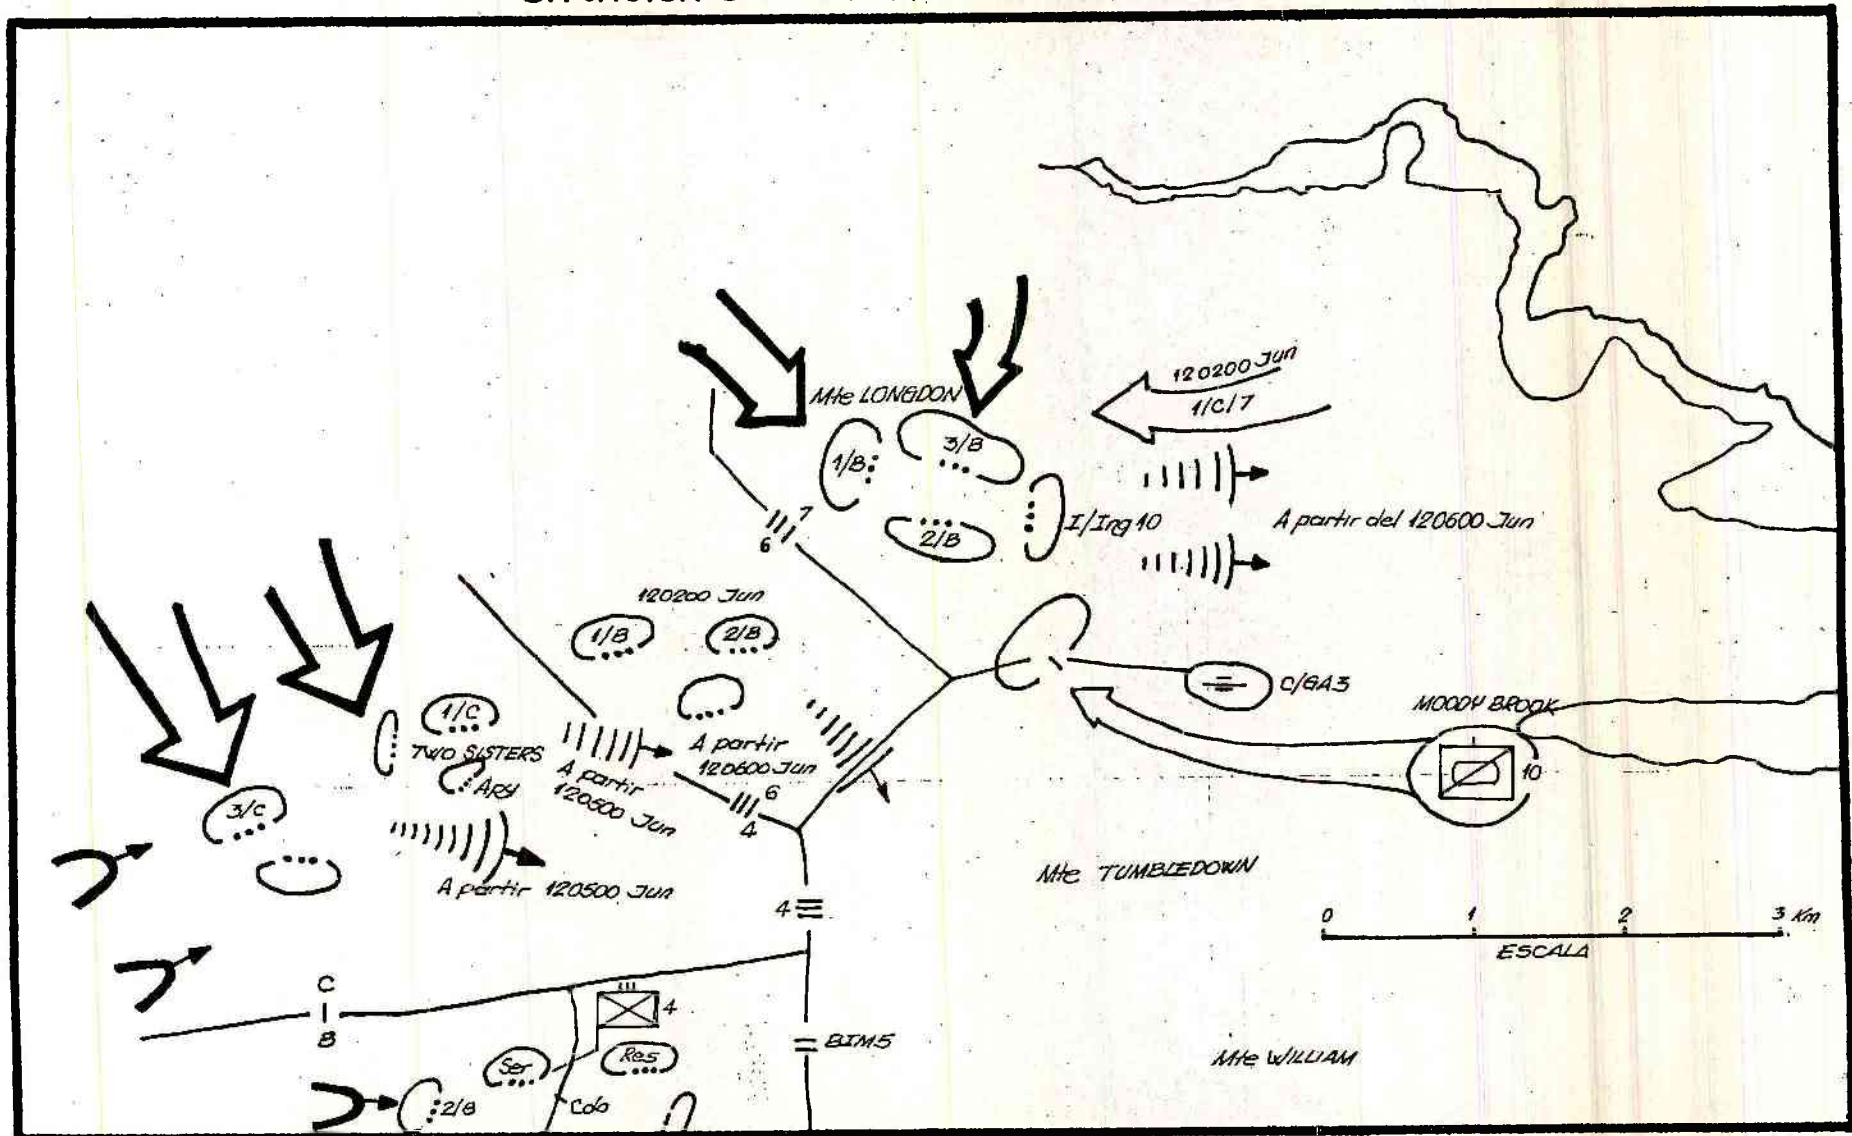 120200 Jun
1/C/7
Mte LONGDON
3/B
1/B
2/B
I/Ing 10
A partir del 120600 Jun
7
6
120200 Jun
1/B
2/B
C/GA3
MOODY BROOK
10
1/C
TWO SISTERS
Apy
A partir
120500 Jun
A partir
120600 Jun
6
4
3/C
A partir 120500 Jun
Mte TUMBLEDOWN
4
0 1 2 3 Km
ESCALA
C
B
4
BIM5
Mte WILLIAM
Ser
Res
2/B
Cdo